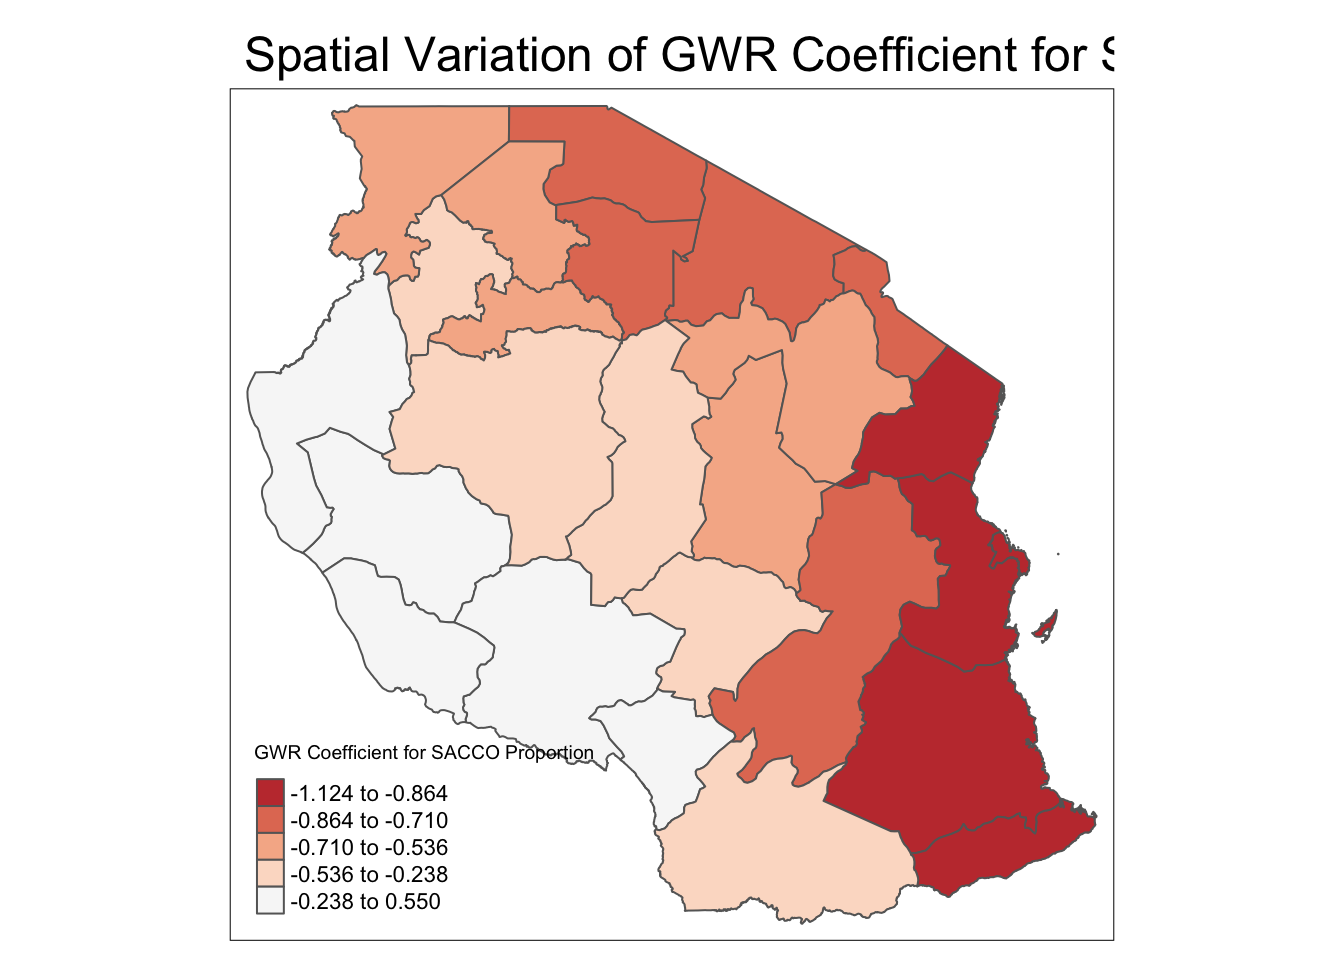 Spatial Variation of GWR Coefficient for S
GWR Coefficient for SACCO Proportion
-1.124 to -0.864
-0.864 to -0.710
-0.710 to -0.536
-0.536 to -0.238
-0.238 to 0.550